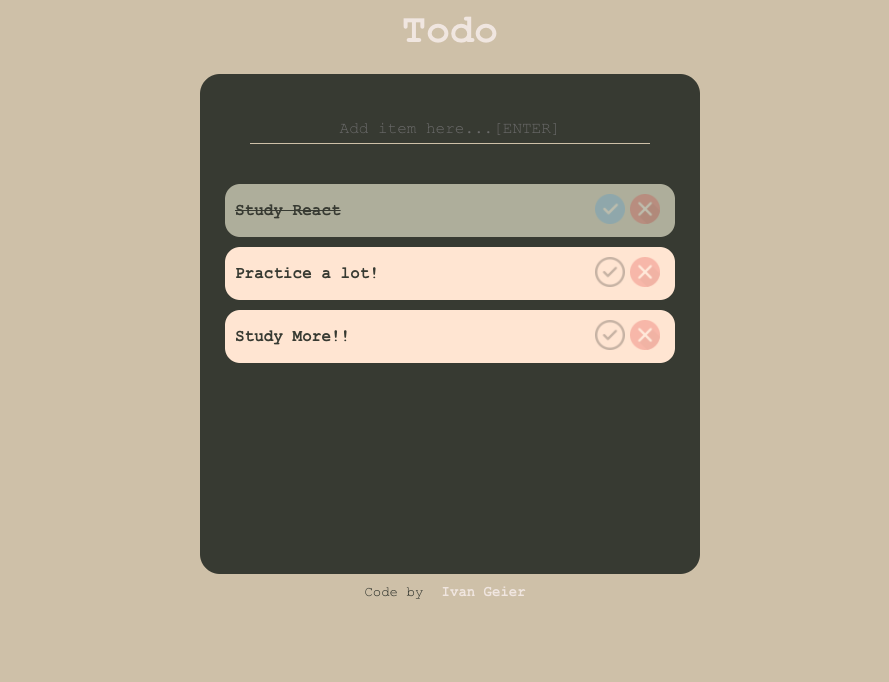 Todo
Add item here...[ENTER]
Study React
Practice a lot!
Study More!!
Code by Ivan Geier